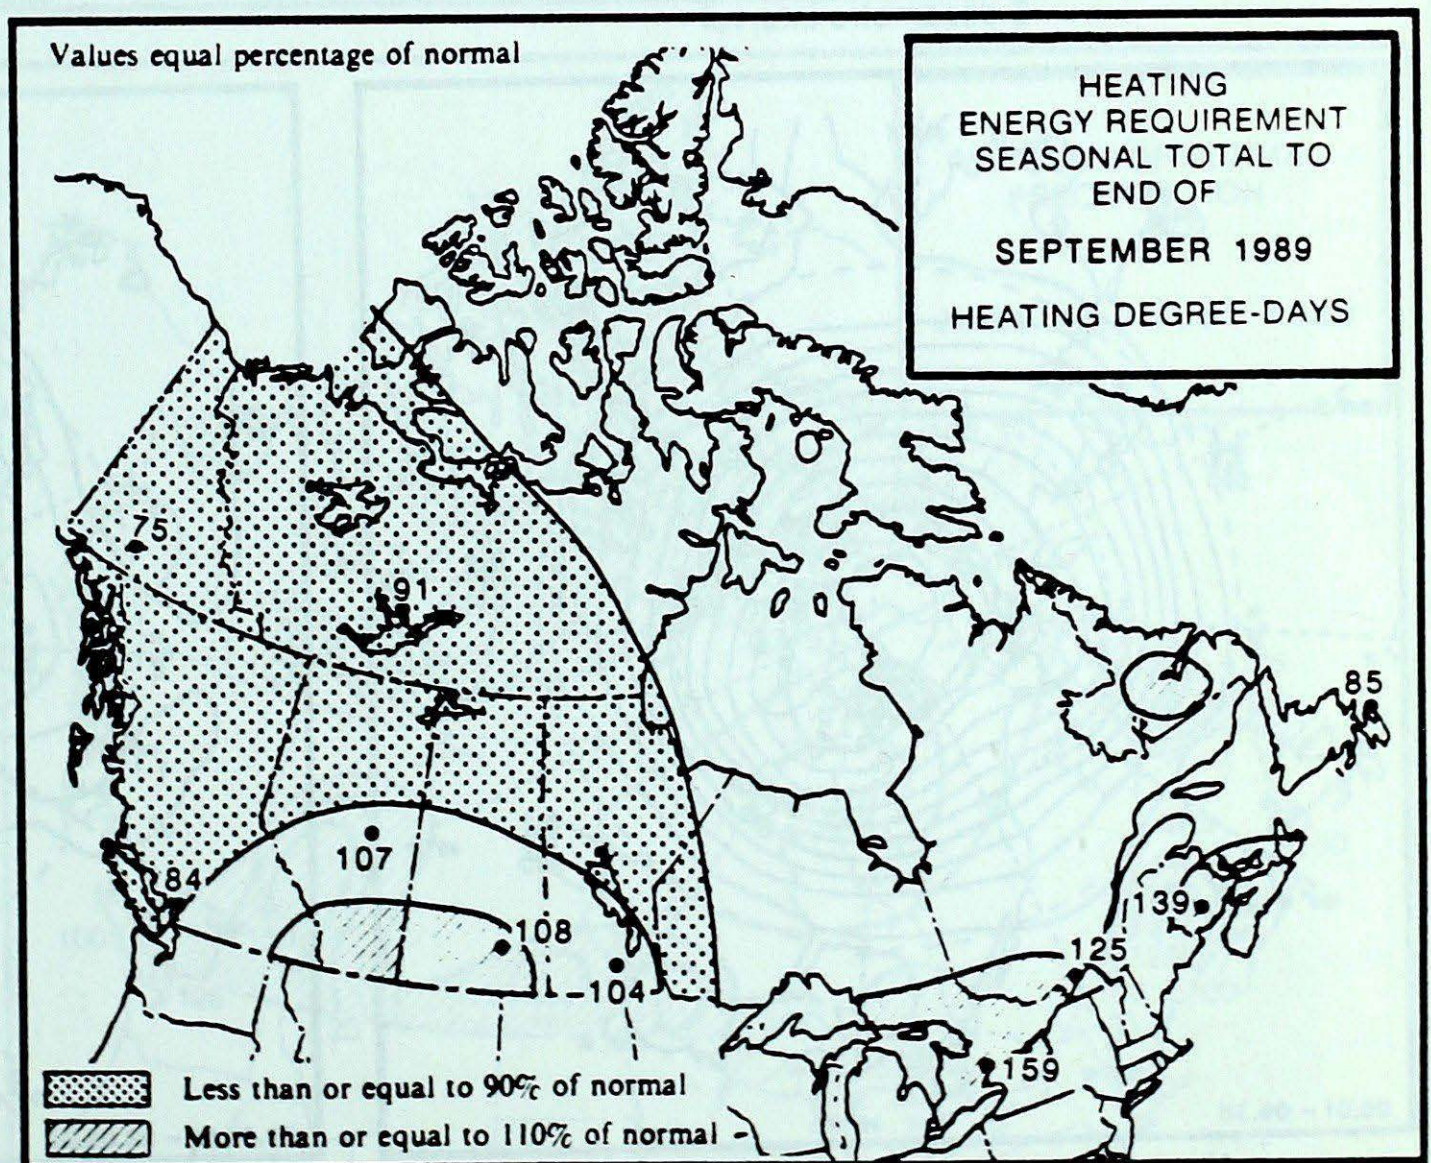 Values equal percentage of normal
HEATING
ENERGY REQUIREMENT
SEASONAL TOTAL TO
END OF
SEPTEMBER 1989
HEATING DEGREE-DAYS
75
91
85
84
107
108
104
139
125
159
Less than or equal to 90% of normal
More than or equal to 110% of normal